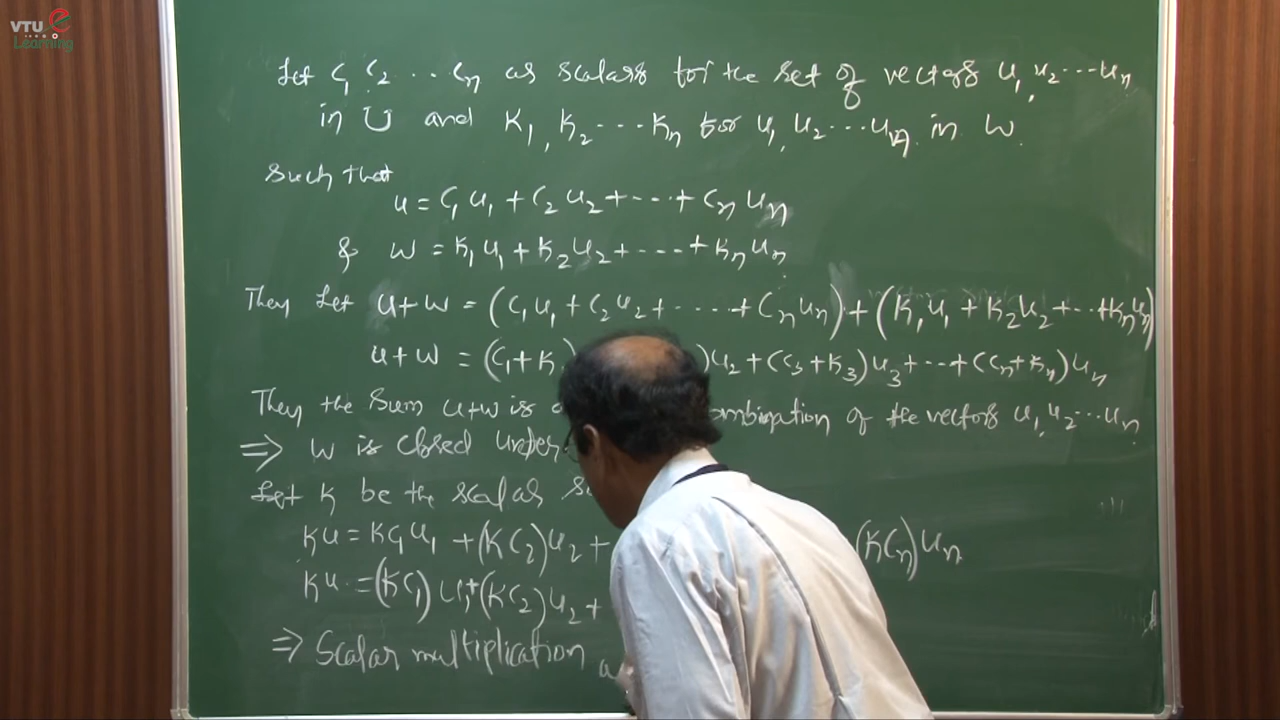 VTU e
Learning
Let C1, C2 ... Cn as scalars for the set of vectors u1, u2 ... un
in U and K1, K2 ... Kn for u1, u2 ... un in W.
Such that
u = C1 u1 + C2 u2 + ... + Cn un
& W = K1 u1 + K2 u2 + .... + Kn un
Then Let u+W = (C1 u1 + C2 u2 + ..... + Cn un) + (K1 u1 + K2 u2 + ... + Kn un)
u+W = (C1 + K )u2 + (C3 + K3)u3 + ... + (Cn + Kn) un
Then the Sum u+W is combination of the vectors u1, u2 ... un.
⇒ W is closed under
Let K be the scalar
Ku = KC1 u1 + (KC2)u2 + (KCn)un
Ku = (KC1) u1 + (KC2)u2 +
⇒ Scalar multiplication